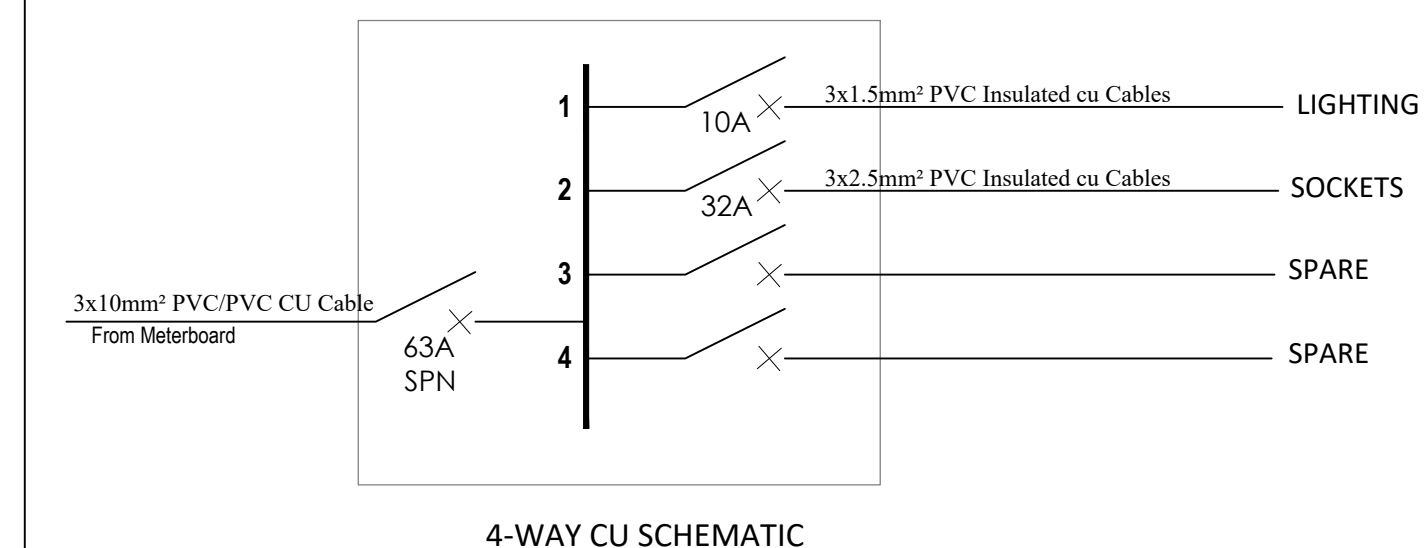 1
10A
3x1.5mm² PVC Insulated cu Cables
LIGHTING
2
32A
3x2.5mm² PVC Insulated cu Cables
SOCKETS
3
SPARE
3x10mm² PVC/PVC CU Cable
From Meterboard
63A
SPN
4
SPARE
4-WAY CU SCHEMATIC